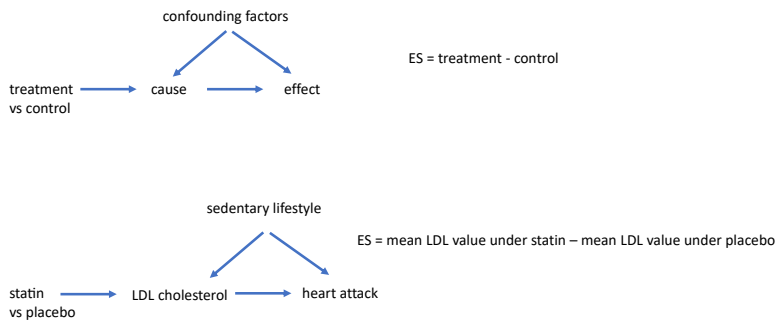 confounding factors
ES = treatment - control
treatment
vs control
cause
effect
sedentary lifestyle
ES = mean LDL value under statin – mean LDL value under placebo
statin
vs placebo
LDL cholesterol
heart attack